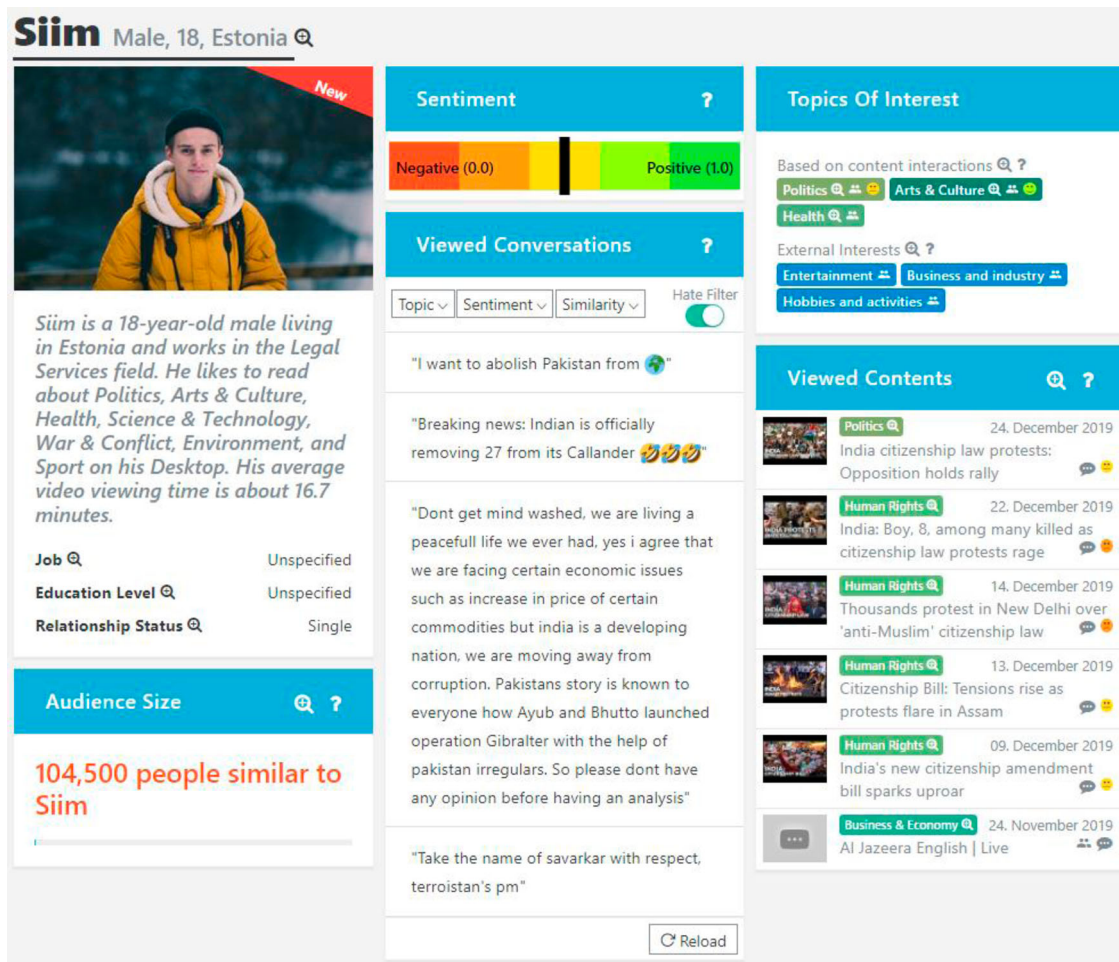 Siim Male, 18, Estonia
New
Siim is a 18-year-old male living
in Estonia and works in the Legal
Services field. He likes to read
about Politics, Arts & Culture,
Health, Science & Technology,
War & Conflict, Environment, and
Sport on his Desktop. His average
video viewing time is about 16.7
minutes.
Job Unspecified
Education Level Unspecified
Relationship Status Single
Audience Size ?
104,500 people similar to
Siim
Sentiment ?
Negative (0.0) Positive (1.0)
Viewed Conversations ?
Topic Sentiment Similarity Hate Filter
"I want to abolish Pakistan from 🌍"
"Breaking news: Indian is officially
removing 27 from its Callander 🤣🤣🤣"
"Dont get mind washed, we are living a
peacefull life we ever had, yes i agree that
we are facing certain economic issues
such as increase in price of certain
commodities but india is a developing
nation, we are moving away from
corruption. Pakistans story is known to
everyone how Ayub and Bhutto launched
operation Gibralter with the help of
pakistan irregulars. So please dont have
any opinion before having an analysis"
"Take the name of savarkar with respect,
terroistan's pm"
Reload
Topics Of Interest
Based on content interactions ?
Politics Arts & Culture
Health
External Interests ?
Entertainment Business and industry
Hobbies and activities
Viewed Contents ?
Politics 24. December 2019
India citizenship law protests:
Opposition holds rally
Human Rights 22. December 2019
India: Boy, 8, among many killed as
citizenship law protests rage
Human Rights 14. December 2019
Thousands protest in New Delhi over
'anti-Muslim' citizenship law
Human Rights 13. December 2019
Citizenship Bill: Tensions rise as
protests flare in Assam
Human Rights 09. December 2019
India's new citizenship amendment
bill sparks uproar
Business & Economy 24. November 2019
Al Jazeera English | Live